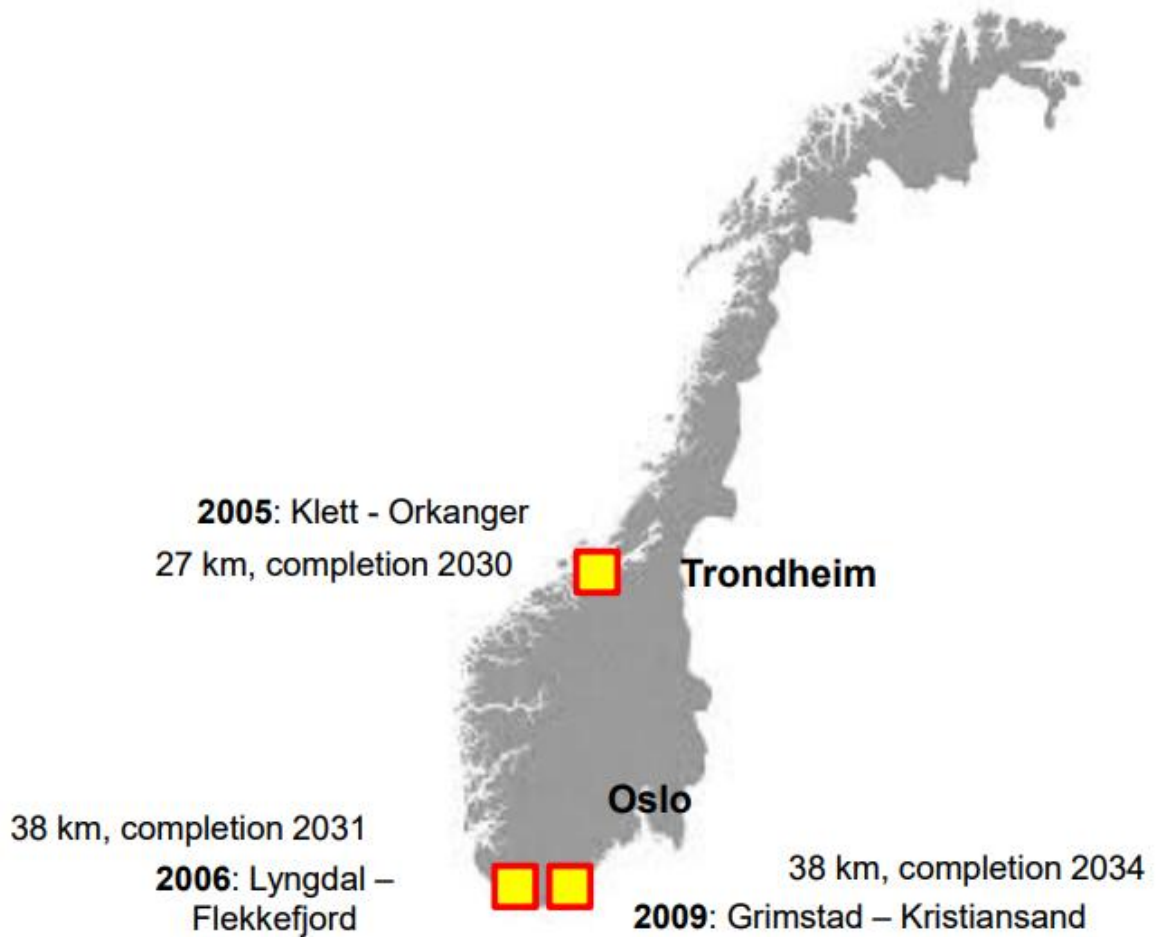 2005: Klett - Orkanger
27 km, completion 2030
Trondheim
Oslo
38 km, completion 2031
2006: Lyngdal –
Flekkefjord
38 km, completion 2034
2009: Grimstad – Kristiansand